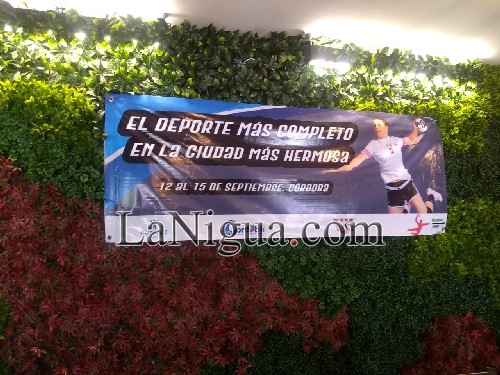 EL DEPORTE MÁS COMPLETO
EN LA CIUDAD MÁS HERMOSA
12 AL 15 DE SEPTIEMBRE, CÓRDOBA
LaNigua.com